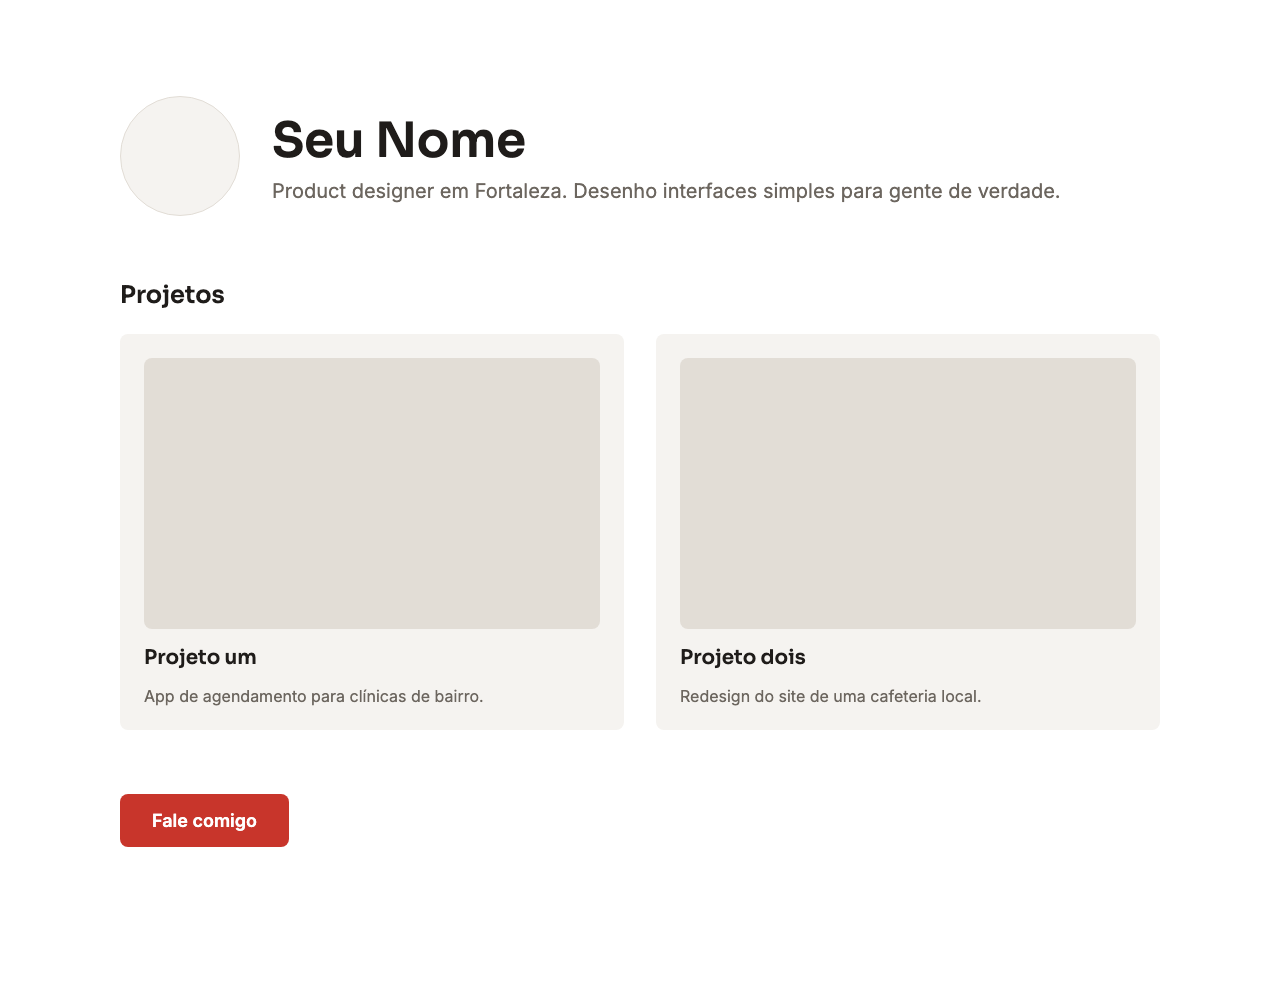 Seu Nome
Product designer em Fortaleza. Desenho interfaces simples para gente de verdade.
Projetos
Projeto um
App de agendamento para clínicas de bairro.
Projeto dois
Redesign do site de uma cafeteria local.
Fale comigo